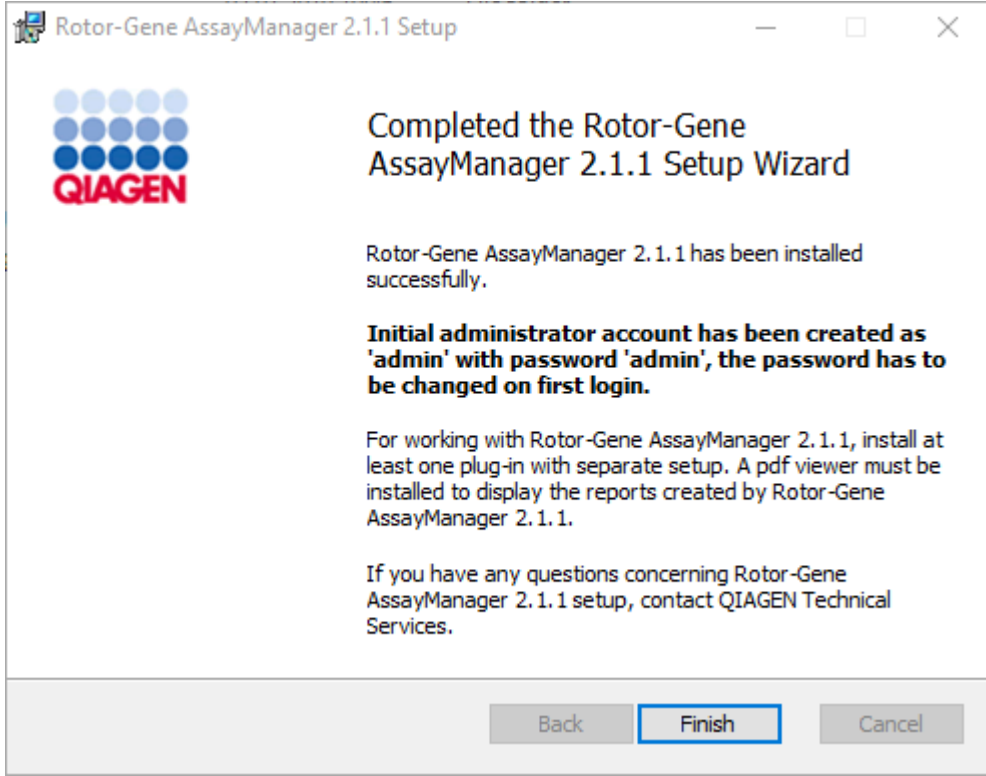 Rotor-Gene AssayManager 2.1.1 Setup
QIAGEN
Completed the Rotor-Gene
AssayManager 2.1.1 Setup Wizard
Rotor-Gene AssayManager 2.1.1 has been installed
successfully.
Initial administrator account has been created as
'admin' with password 'admin', the password has to
be changed on first login.
For working with Rotor-Gene AssayManager 2.1.1, install at
least one plug-in with separate setup. A pdf viewer must be
installed to display the reports created by Rotor-Gene
AssayManager 2.1.1.
If you have any questions concerning Rotor-Gene
AssayManager 2.1.1 setup, contact QIAGEN Technical
Services.
Back Finish Cancel